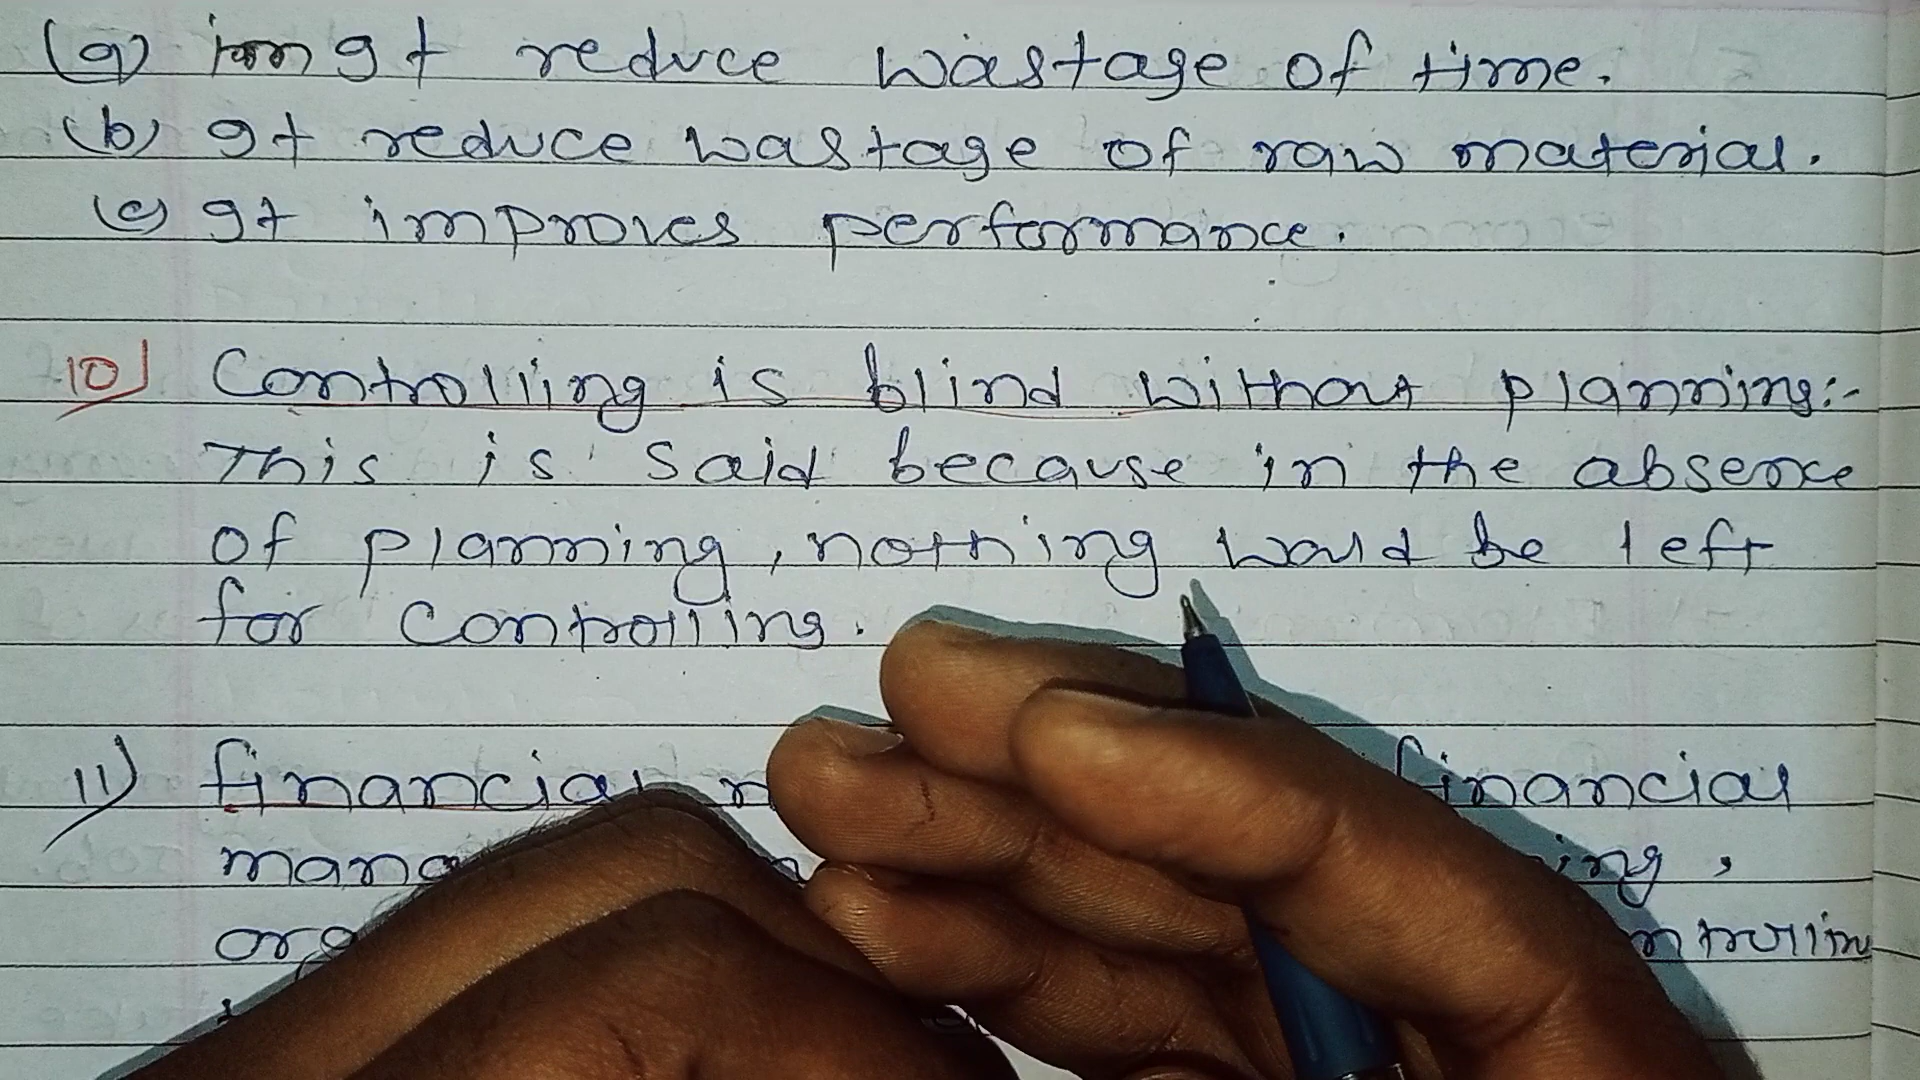 (a) It reduce wastage of time.
(b) It reduce wastage of raw material.
(c) It improves performance.
10) Controlling is blind without planning:-
This is said because in the absence
of planning, nothing would be left
for controlling.
11) financial financial
ing,